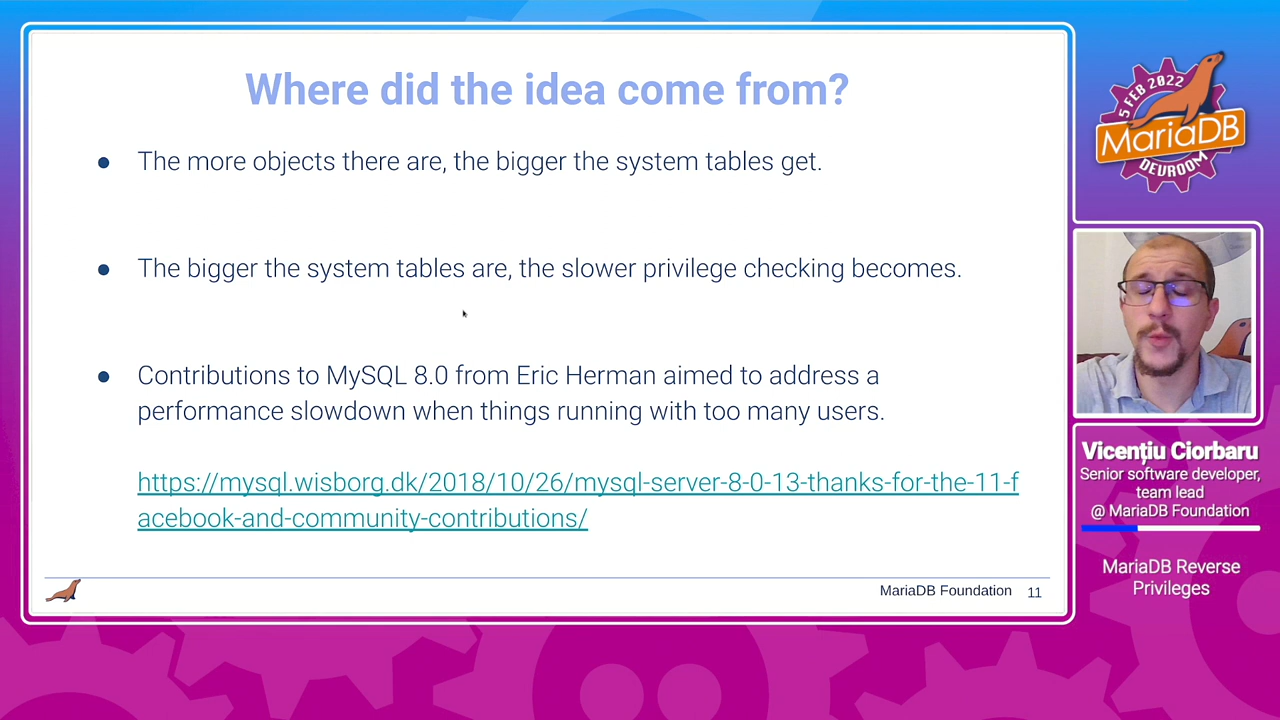 Where did the idea come from?
● The more objects there are, the bigger the system tables get.
● The bigger the system tables are, the slower privilege checking becomes.
● Contributions to MySQL 8.0 from Eric Herman aimed to address a
performance slowdown when things running with too many users.
https://mysql.wisborg.dk/2018/10/26/mysql-server-8-0-13-thanks-for-the-11-f
acebook-and-community-contributions/
MariaDB Foundation 11
5 FEB 2022
MariaDB
DEVROOM
Vicențiu Ciorbaru
Senior software developer,
team lead
@ MariaDB Foundation
MariaDB Reverse
Privileges